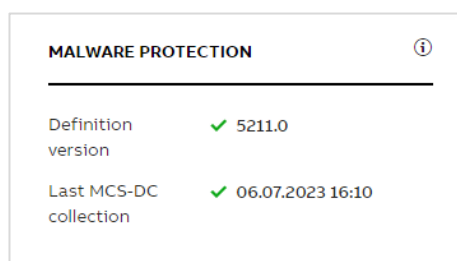 MALWARE PROTECTION
Definition version ✓ 5211.0
Last MCS-DC collection ✓ 06.07.2023 16:10